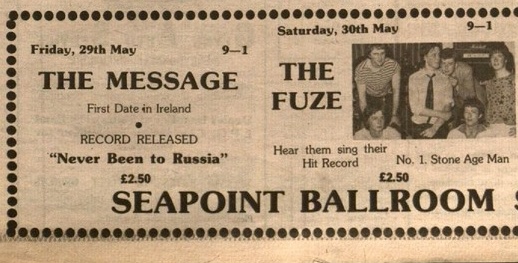 Friday, 29th May 9—1
THE MESSAGE
First Date in Ireland
RECORD RELEASED
"Never Been to Russia"
£2.50
Saturday, 30th May 9—1
THE
FUZE
Hear them sing their
Hit Record
No. 1. Stone Age Man
£2.50
SEAPOINT BALLROOM